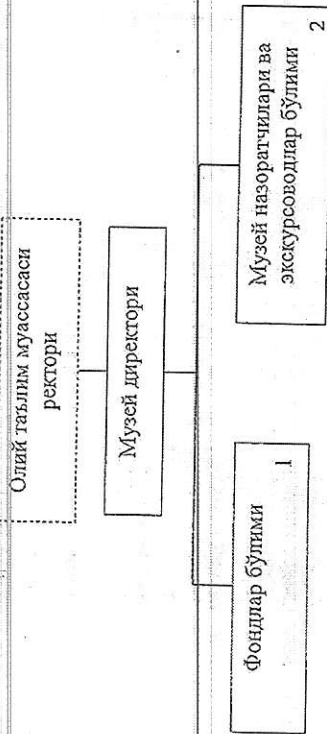 Олий таълим муассасаси
ректори
Музей директори
Фондлар бўлими
1
Музей назоратчилари ва
экскурсоводлар бўлими
2